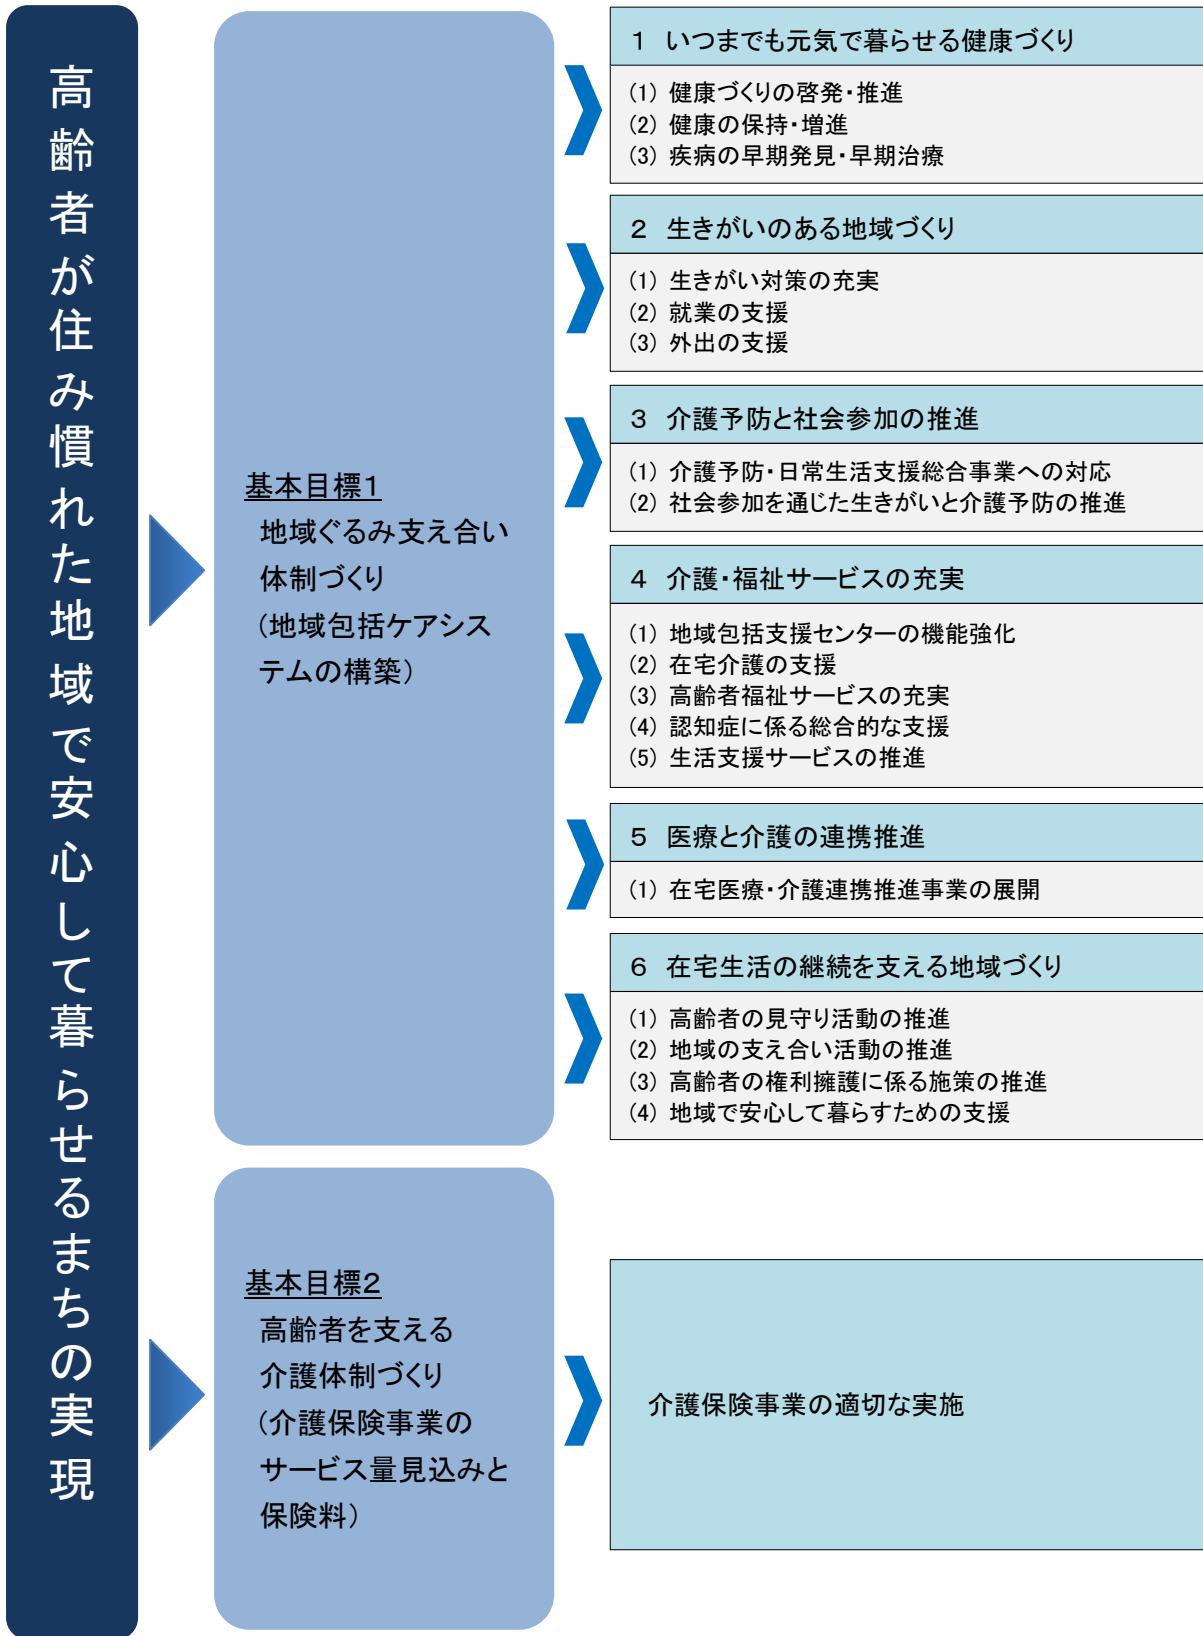 高齢者が住み慣れた地域で安心して暮らせるまちの実現
基本目標1
地域ぐるみ支え合い
体制づくり
(地域包括ケアシス
テムの構築)
1 いつまでも元気で暮らせる健康づくり
(1) 健康づくりの啓発・推進
(2) 健康の保持・増進
(3) 疾病の早期発見・早期治療
2 生きがいのある地域づくり
(1) 生きがい対策の充実
(2) 就業の支援
(3) 外出の支援
3 介護予防と社会参加の推進
(1) 介護予防・日常生活支援総合事業への対応
(2) 社会参加を通じた生きがいと介護予防の推進
4 介護・福祉サービスの充実
(1) 地域包括支援センターの機能強化
(2) 在宅介護の支援
(3) 高齢者福祉サービスの充実
(4) 認知症に係る総合的な支援
(5) 生活支援サービスの推進
5 医療と介護の連携推進
(1) 在宅医療・介護連携推進事業の展開
6 在宅生活の継続を支える地域づくり
(1) 高齢者の見守り活動の推進
(2) 地域の支え合い活動の推進
(3) 高齢者の権利擁護に係る施策の推進
(4) 地域で安心して暮らすための支援
基本目標2
高齢者を支える
介護体制づくり
(介護保険事業の
サービス量見込みと
保険料)
介護保険事業の適切な実施